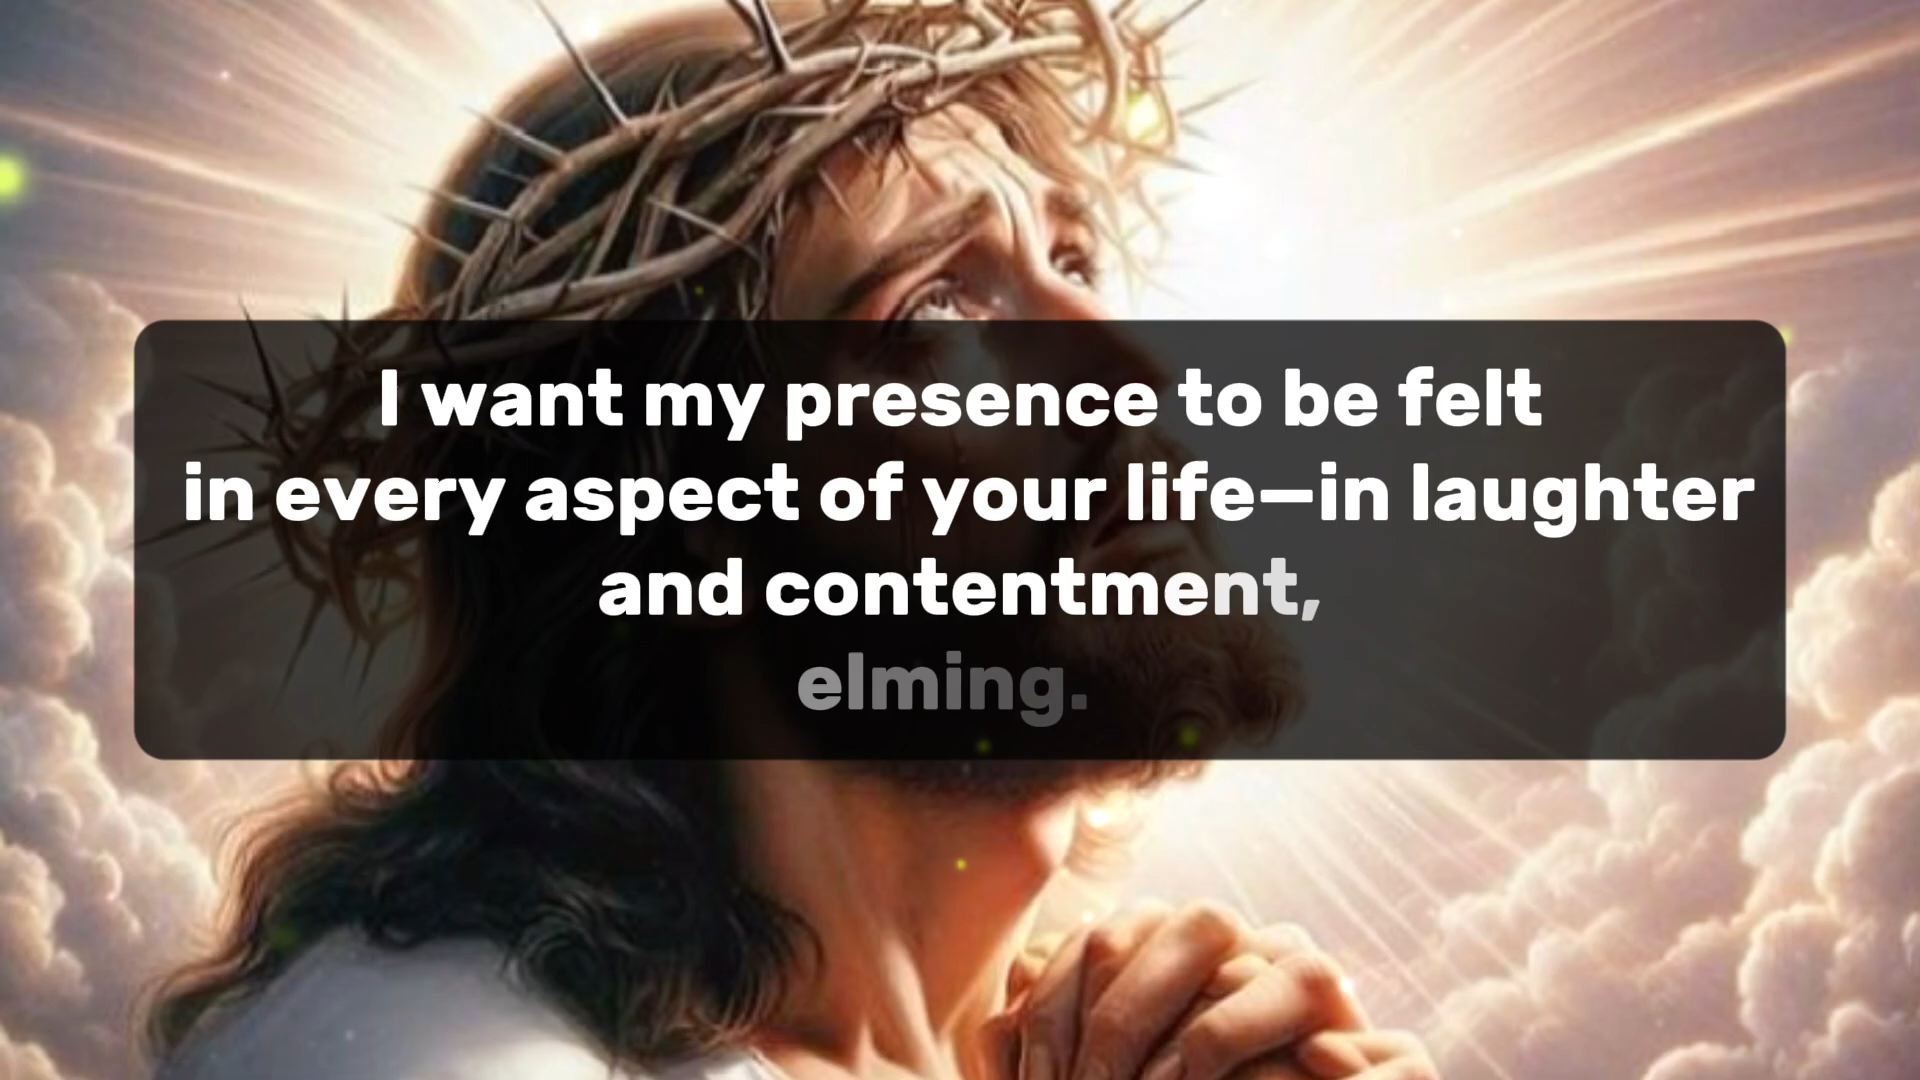 I want my presence to be felt
in every aspect of your life—in laughter
and contentment,
elming.